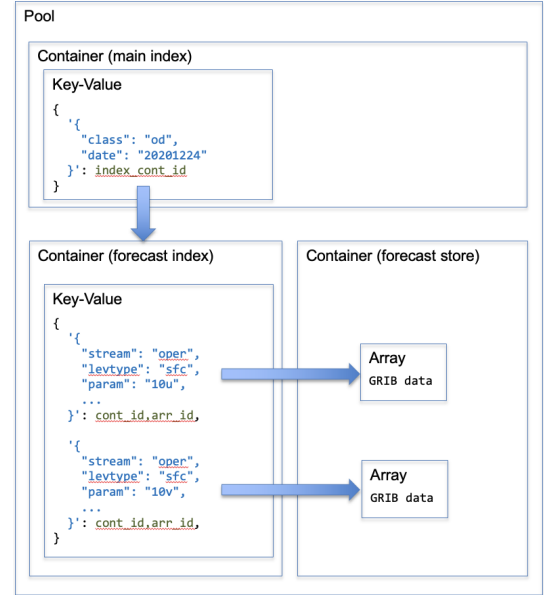 Pool
Container (main index)
Key-Value
{
'{
"class": "od",
"date": "20201224"
}': index_cont_id
}
Container (forecast index)
Key-Value
{
'{
"stream": "oper",
"levtype": "sfc",
"param": "10u",
...
}': cont_id,arr_id,
'{
"stream": "oper",
"levtype": "sfc",
"param": "10v",
...
}': cont_id,arr_id,
}
Container (forecast store)
Array
GRIB data
Array
GRIB data